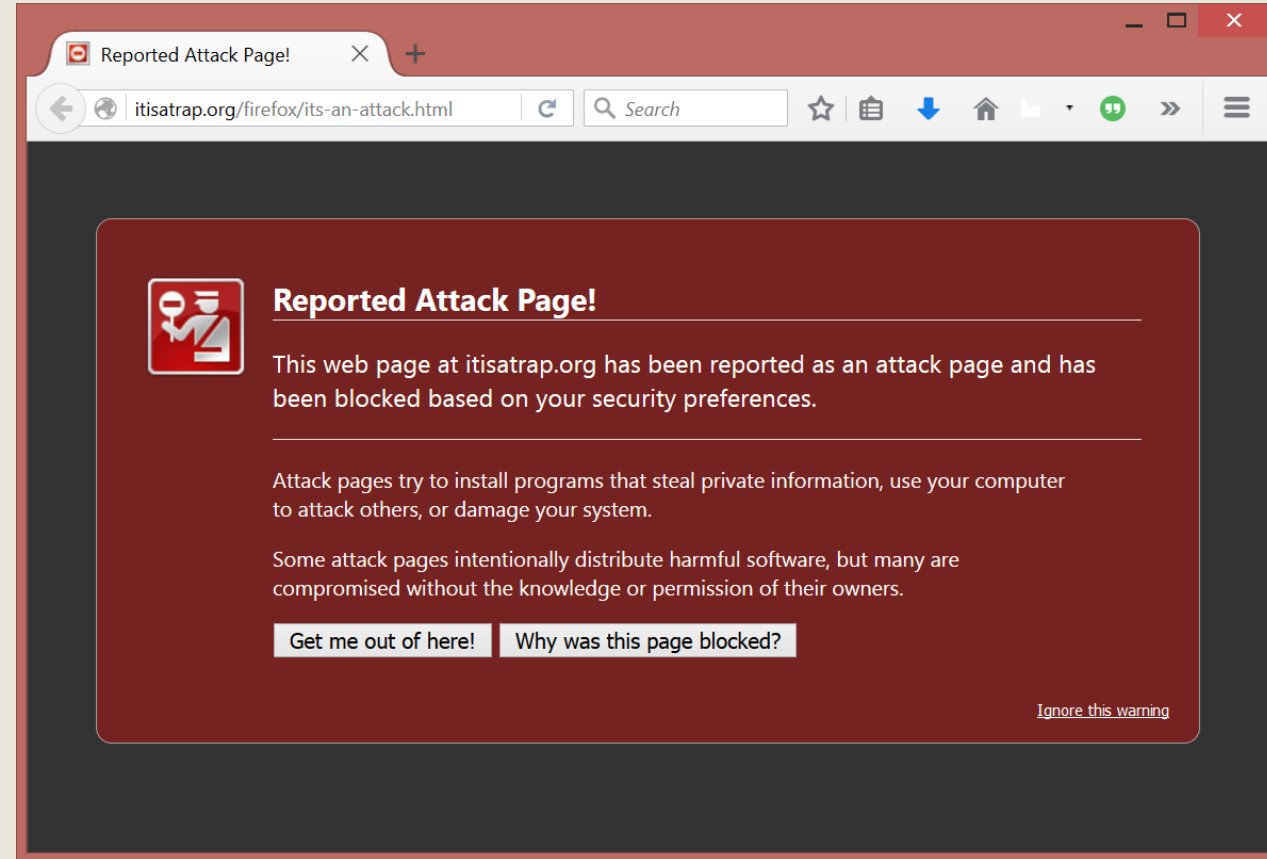 Reported Attack Page!
itisatrap.org/firefox/its-an-attack.html
Search
Reported Attack Page!
This web page at itisatrap.org has been reported as an attack page and has
been blocked based on your security preferences.
Attack pages try to install programs that steal private information, use your computer
to attack others, or damage your system.
Some attack pages intentionally distribute harmful software, but many are
compromised without the knowledge or permission of their owners.
Get me out of here! Why was this page blocked?
Ignore this warning